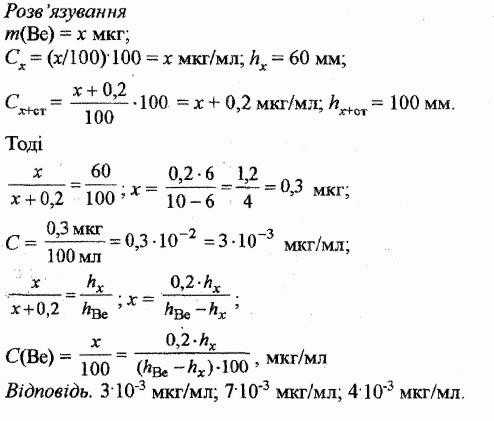 Розв'язування
m(Be) = x мкг;
Cₓ = (x/100)·100 = x мкг/мл; hₓ = 60 мм;
Cₓ₊ст = (x + 0,2)/100 · 100 = x + 0,2 мкг/мл; hₓ₊ст = 100 мм.
Тоді
x/(x + 0,2) = 60/100; x = (0,2·6)/(10 − 6) = 1,2/4 = 0,3 мкг;
C = 0,3 мкг/100 мл = 0,3·10⁻² = 3·10⁻³ мкг/мл;
x/(x+0,2) = hₓ/h_Be; x = (0,2·hₓ)/(h_Be − hₓ);
C(Be) = x/100 = (0,2·hₓ)/((h_Be − hₓ)·100), мкг/мл
Відповідь. 3·10⁻³ мкг/мл; 7·10⁻³ мкг/мл; 4·10⁻³ мкг/мл.